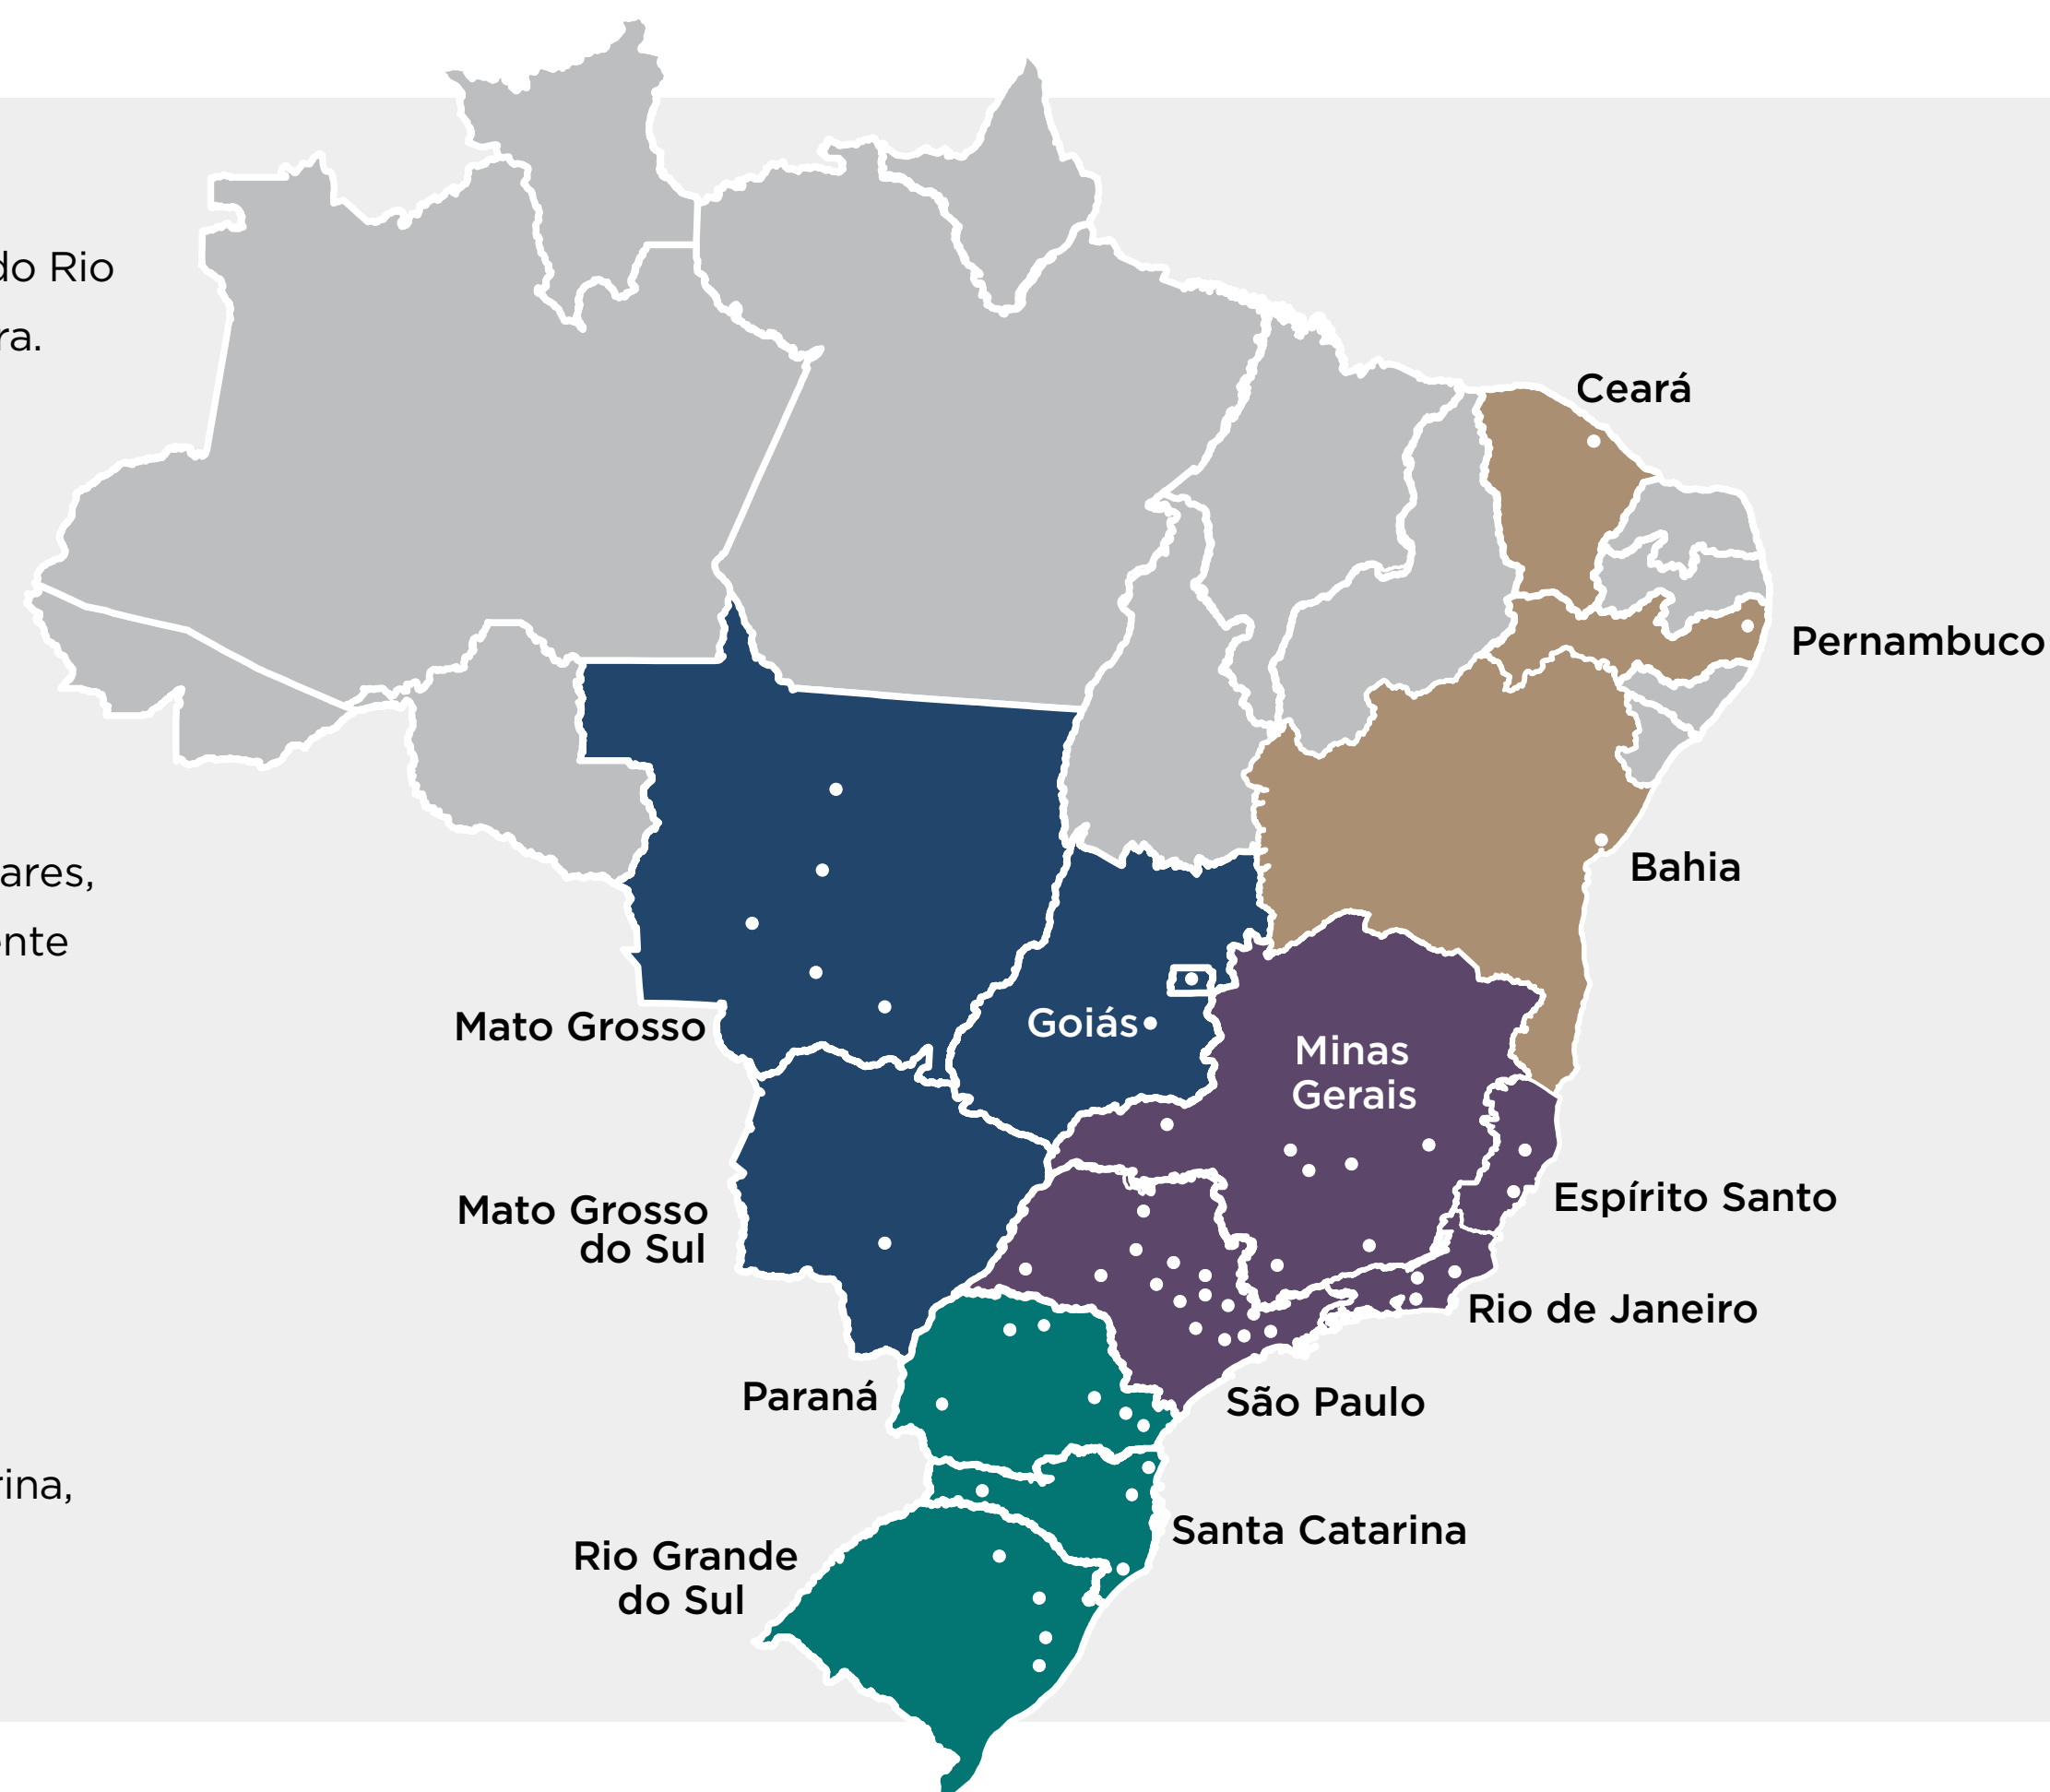 do Rio
ra.
Ceará
Pernambuco
ares,
Bahia
nte
Mato Grosso
Goiás
Minas
Gerais
Mato Grosso
do Sul
Espírito Santo
Rio de Janeiro
Paraná
São Paulo
rina,
Santa Catarina
Rio Grande
do Sul